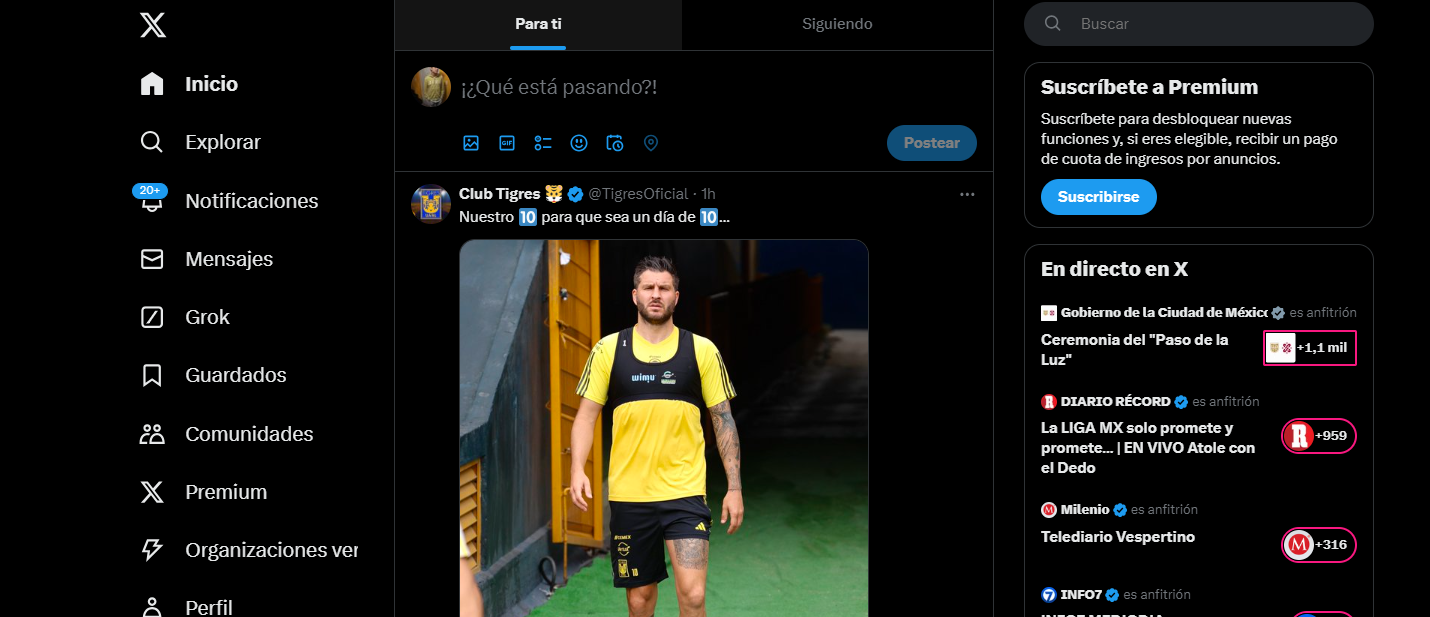 Inicio
Explorar
20+
Notificaciones
Mensajes
Grok
Guardados
Comunidades
Premium
Organizaciones ver
Perfil
Para ti
Siguiendo
¡¿Qué está pasando?!
GIF
Postear
Club Tigres 🐯 @TigresOficial · 1h
Nuestro 🔟 para que sea un día de 🔟...
wimu
10
Buscar
Suscríbete a Premium
Suscríbete para desbloquear nuevas
funciones y, si eres elegible, recibir un pago
de cuota de ingresos por anuncios.
Suscribirse
En directo en X
Gobierno de la Ciudad de México es anfitrión
Ceremonia del "Paso de la
Luz"
+1,1 mil
DIARIO RÉCORD es anfitrión
La LIGA MX solo promete y
promete... | EN VIVO Atole con
el Dedo
R +959
Milenio es anfitrión
Telediario Vespertino
M +316
INFO7 es anfitrión